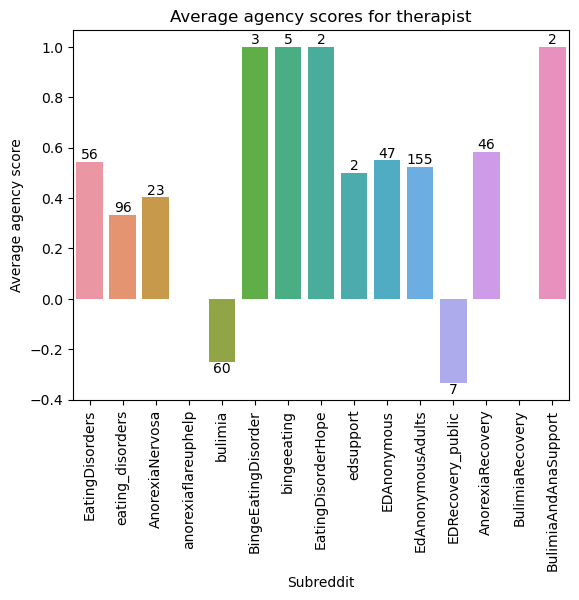 Average agency scores for therapist
Average agency score
1.0
0.8
0.6
0.4
0.2
0.0
−0.2
−0.4
56
96
23
60
3
5
2
2
47
155
7
46
2
EatingDisorders
eating_disorders
AnorexiaNervosa
anorexiaflareuphelp
bulimia
BingeEatingDisorder
bingeeating
EatingDisorderHope
edsupport
EDAnonymous
EdAnonymousAdults
EDRecovery_public
AnorexiaRecovery
BulimiaRecovery
BulimiaAndAnaSupport
Subreddit